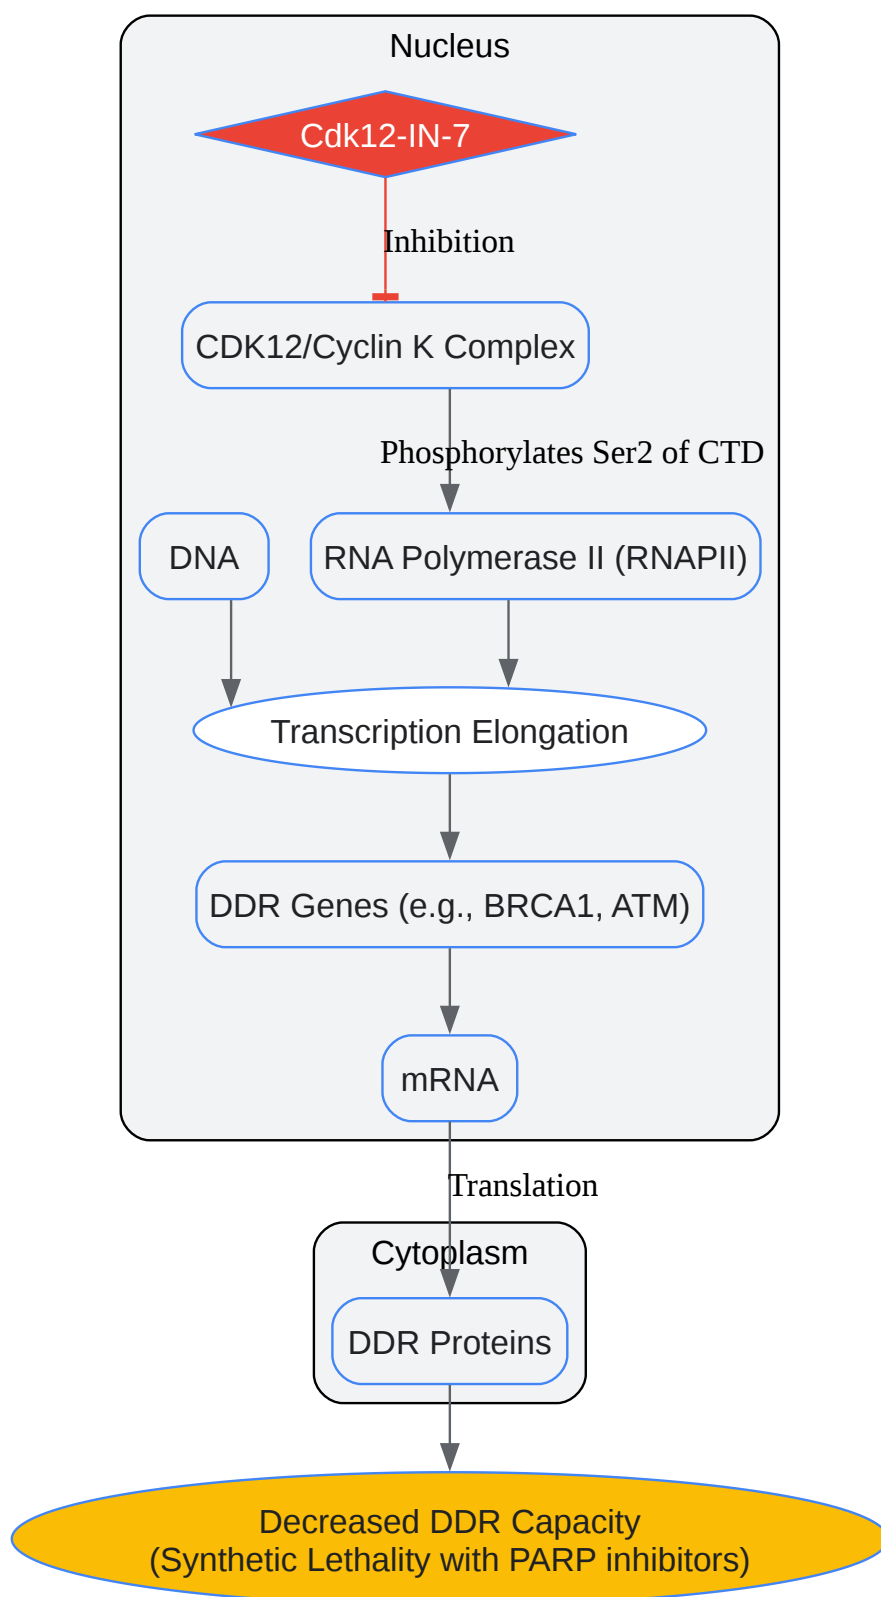 Nucleus
Cdk12-IN-7
Inhibition
CDK12/Cyclin K Complex
Phosphorylates Ser2 of CTD
DNA
RNA Polymerase II (RNAPII)
Transcription Elongation
DDR Genes (e.g., BRCA1, ATM)
mRNA
Translation
Cytoplasm
DDR Proteins
Decreased DDR Capacity
(Synthetic Lethality with PARP inhibitors)